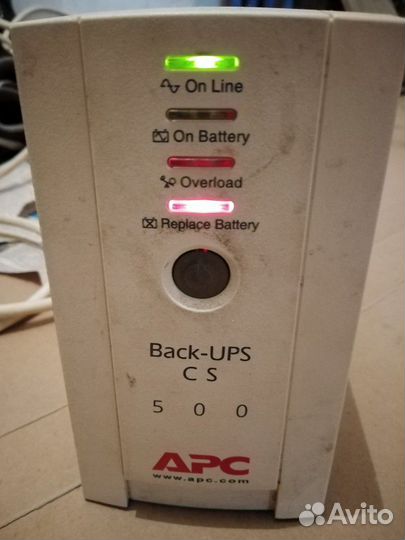 On Line
On Battery
Overload
Replace Battery
Back-UPS
CS
500
APC
www.apc.com
Avito